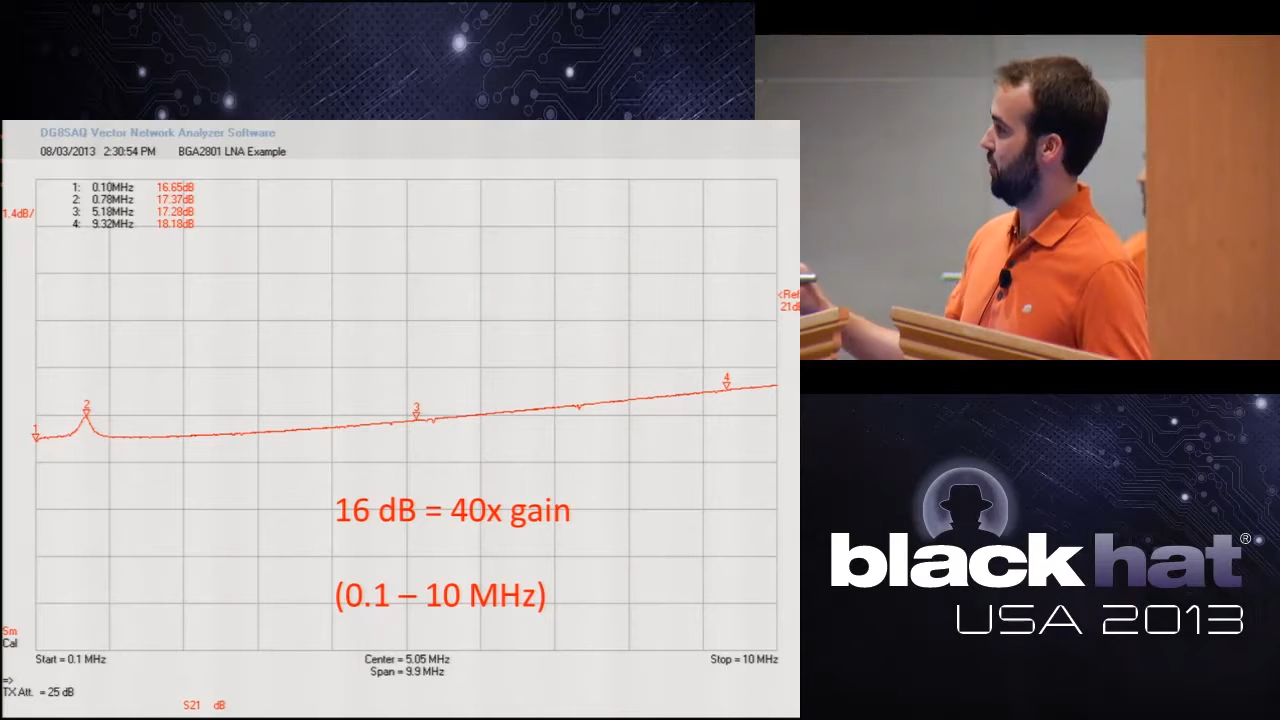 DG8SAQ Vector Network Analyzer Software
08/03/2013 2:30:54 PM BGA2801 LNA Example
1: 0.10MHz 16.65dB
2: 0.78MHz 17.37dB
3: 5.18MHz 17.28dB
4: 9.32MHz 18.18dB
1.4dB/
<Ref
21dB
4
2
3
1
16 dB = 40x gain
(0.1 – 10 MHz)
Sm
Cal
Start = 0.1 MHz Center = 5.05 MHz Stop = 10 MHz
Span = 9.9 MHz
=>
TX Att. = 25 dB
S21 dB
black hat®
USA 2013